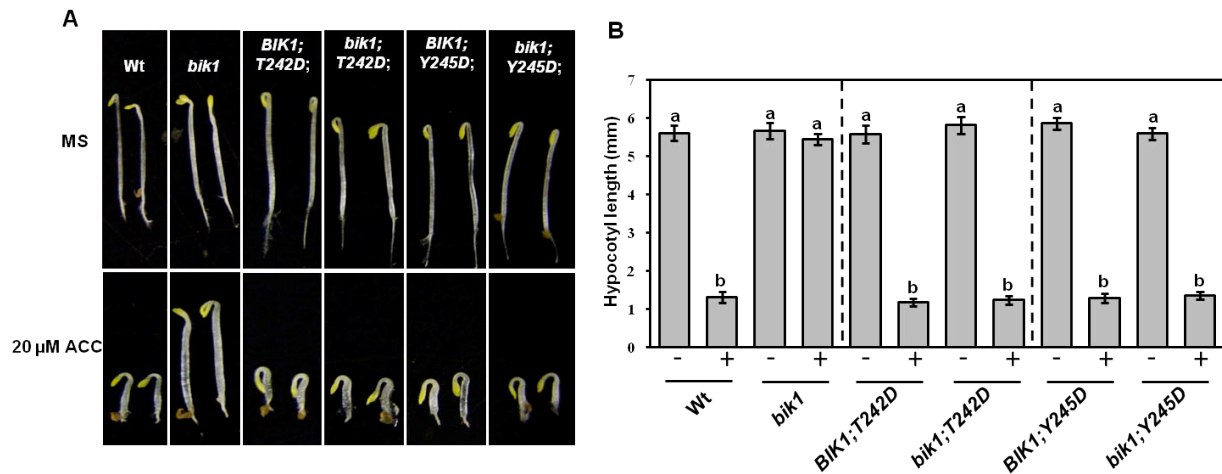 A
Wt
bik1
BIK1;
T242D;
bik1;
T242D;
BIK1;
Y245D;
bik1;
Y245D;
MS
20 µM ACC
B
Hypocotyl length (mm)
7
6
5
4
3
2
1
0
a b a a a b a b a b a b
- + - + - + - + - + - +
Wt
bik1
BIK1;T242D
bik1;T242D
BIK1;Y245D
bik1;Y245D